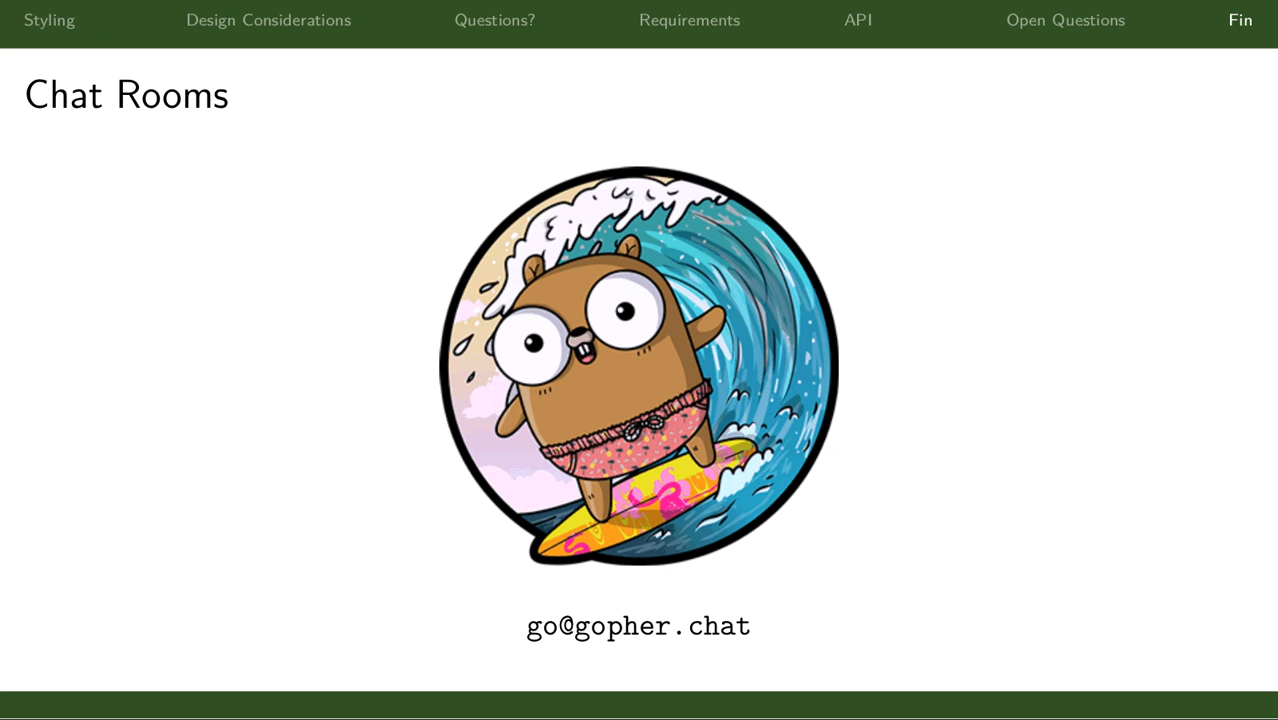 Styling Design Considerations Questions? Requirements API Open Questions Fin
Chat Rooms
go@gopher.chat